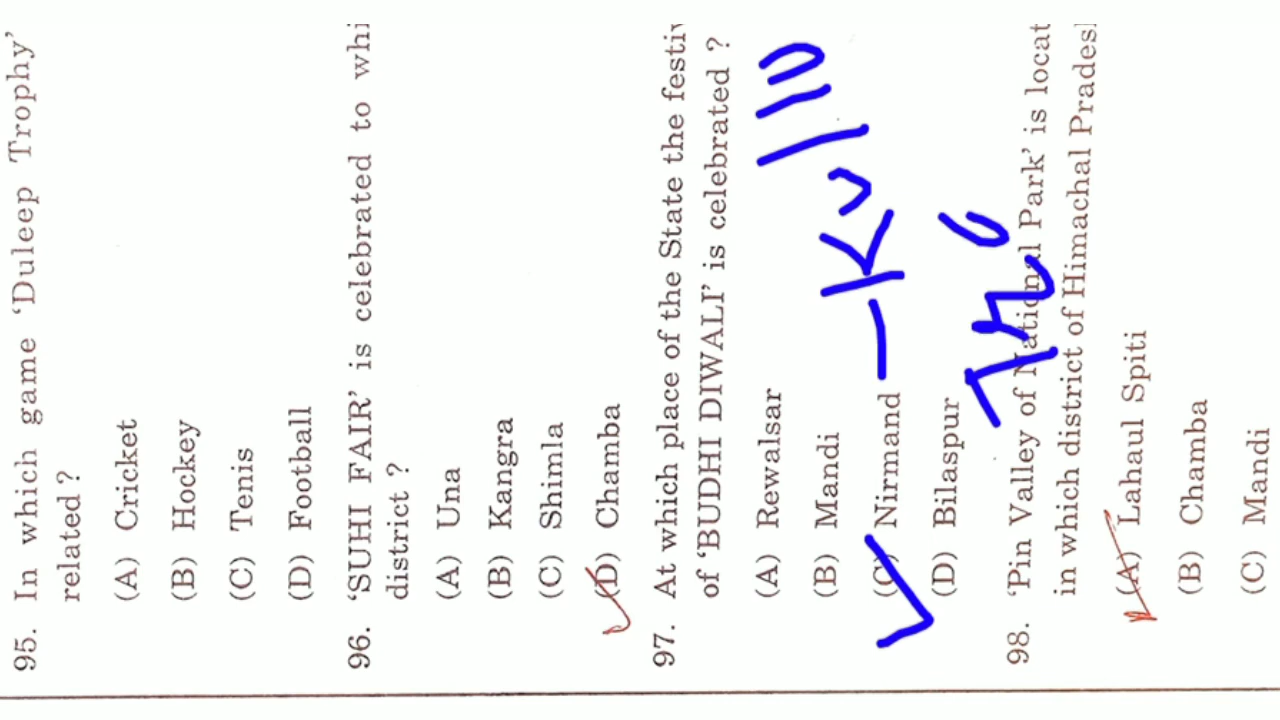 95. In which game 'Duleep Trophy'
related ?
(A) Cricket
(B) Hockey
(C) Tenis
(D) Football
96. 'SUHI FAIR' is celebrated to whi
district ?
(A) Una
(B) Kangra
(C) Shimla
(D) Chamba
97. At which place of the State the festiv
of 'BUDHI DIWALI' is celebrated ?
(A) Rewalsar
(B) Mandi
(C) Nirmand
(D) Bilaspur
98. 'Pin Valley of National Park' is locat
in which district of Himachal Pradesh
(A) Lahaul Spiti
(B) Chamba
(C) Mandi